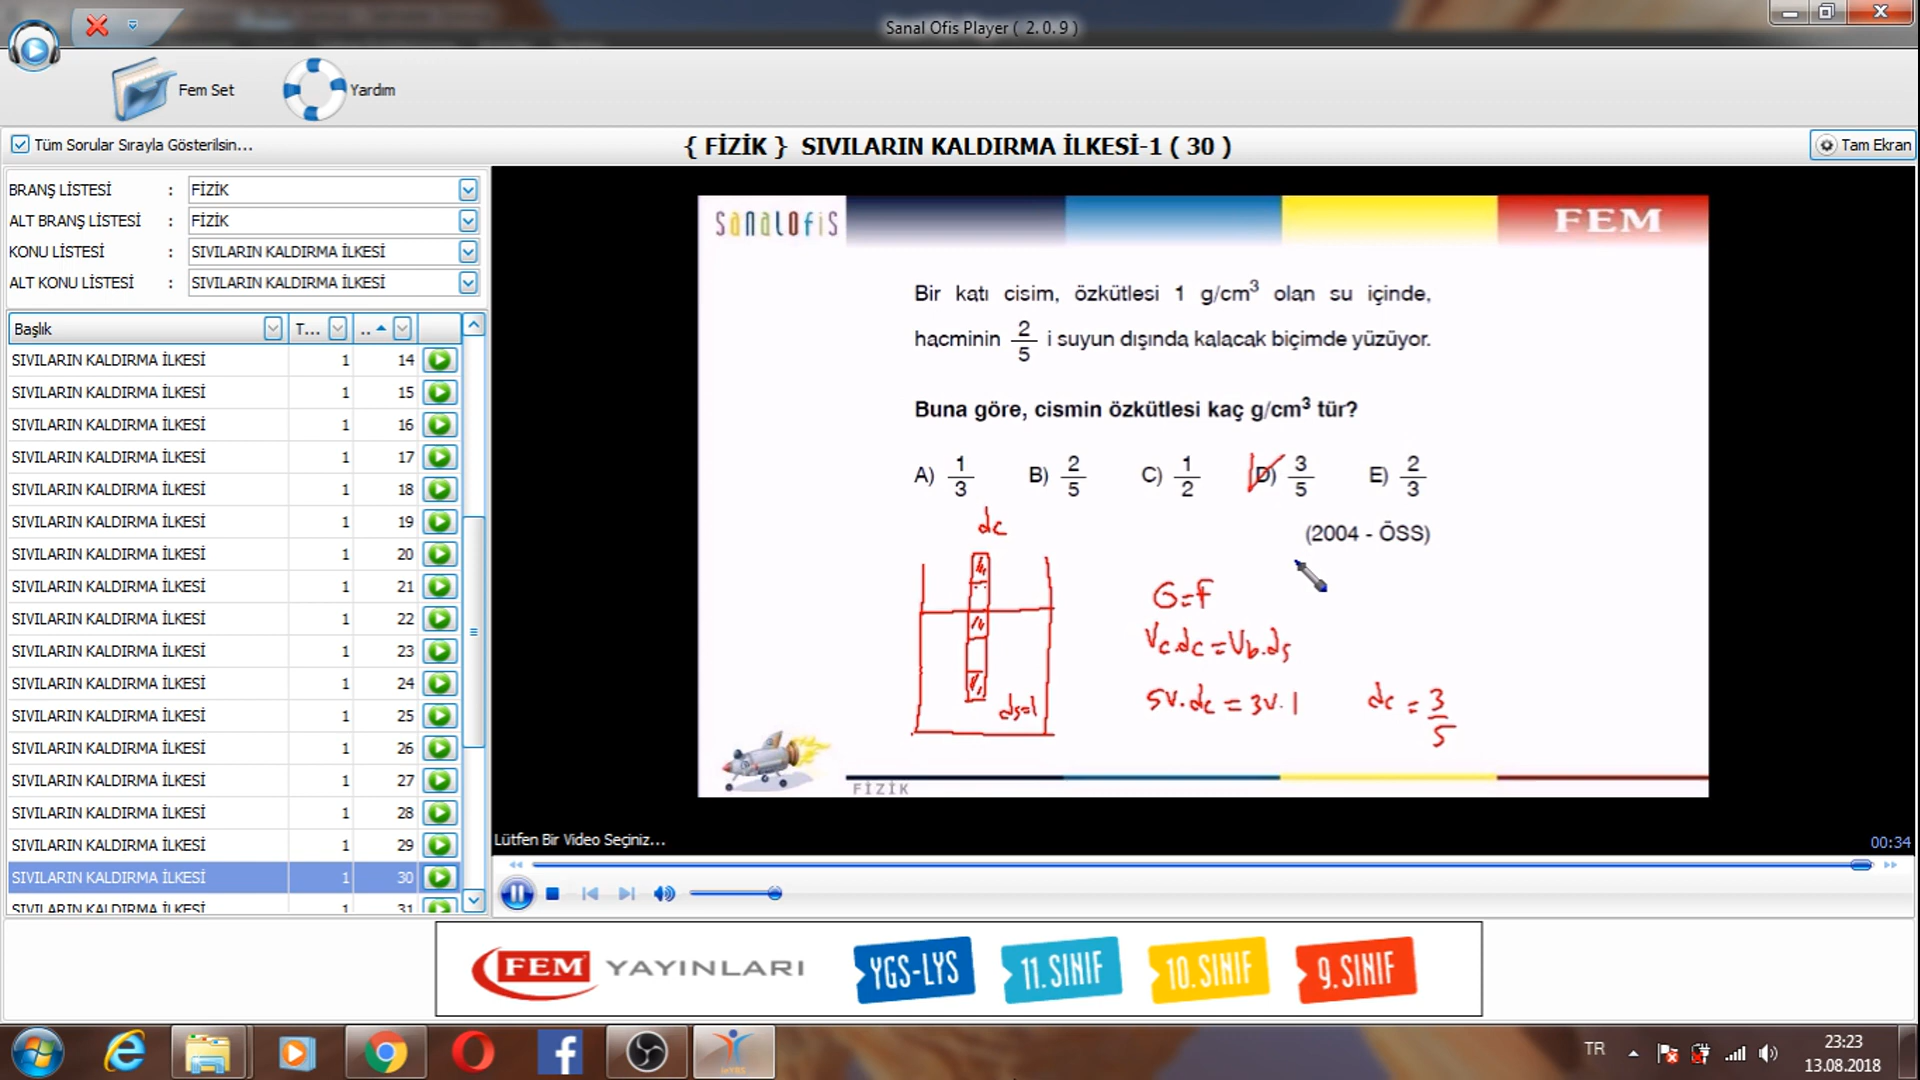 Sanal Ofis Player ( 2.0.9 )
Fem Set
Yardım
Tüm Sorular Sırayla Gösterilsin...
{ FİZİK } SIVILARIN KALDIRMA İLKESİ-1 ( 30 )
Tam Ekran
BRANŞ LİSTESİ : FİZİK
ALT BRANŞ LİSTESİ : FİZİK
KONU LİSTESİ : SIVILARIN KALDIRMA İLKESİ
ALT KONU LİSTESİ : SIVILARIN KALDIRMA İLKESİ
Başlık T... ..
SIVILARIN KALDIRMA İLKESİ 1 14
SIVILARIN KALDIRMA İLKESİ 1 15
SIVILARIN KALDIRMA İLKESİ 1 16
SIVILARIN KALDIRMA İLKESİ 1 17
SIVILARIN KALDIRMA İLKESİ 1 18
SIVILARIN KALDIRMA İLKESİ 1 19
SIVILARIN KALDIRMA İLKESİ 1 20
SIVILARIN KALDIRMA İLKESİ 1 21
SIVILARIN KALDIRMA İLKESİ 1 22
SIVILARIN KALDIRMA İLKESİ 1 23
SIVILARIN KALDIRMA İLKESİ 1 24
SIVILARIN KALDIRMA İLKESİ 1 25
SIVILARIN KALDIRMA İLKESİ 1 26
SIVILARIN KALDIRMA İLKESİ 1 27
SIVILARIN KALDIRMA İLKESİ 1 28
SIVILARIN KALDIRMA İLKESİ 1 29
SIVILARIN KALDIRMA İLKESİ 1 30
SIVILARIN KALDIRMA İLKESİ 1 31
sanalofis
FEM
Bir katı cisim, özkütlesi 1 g/cm³ olan su içinde,
hacminin 2/5 i suyun dışında kalacak biçimde yüzüyor.
Buna göre, cismin özkütlesi kaç g/cm³ tür?
A) 1/3 B) 2/5 C) 1/2 D) 3/5 E) 2/3
(2004 - ÖSS)
dc
ds=1
G=F
Vc.dc=Vb.ds
5V.dc=3V.1
dc = 3/5
FİZİK
Lütfen Bir Video Seçiniz...
00:34
FEM YAYINLARI
YGS-LYS
11.SINIF
10.SINIF
9.SINIF
TR
23:23
13.08.2018